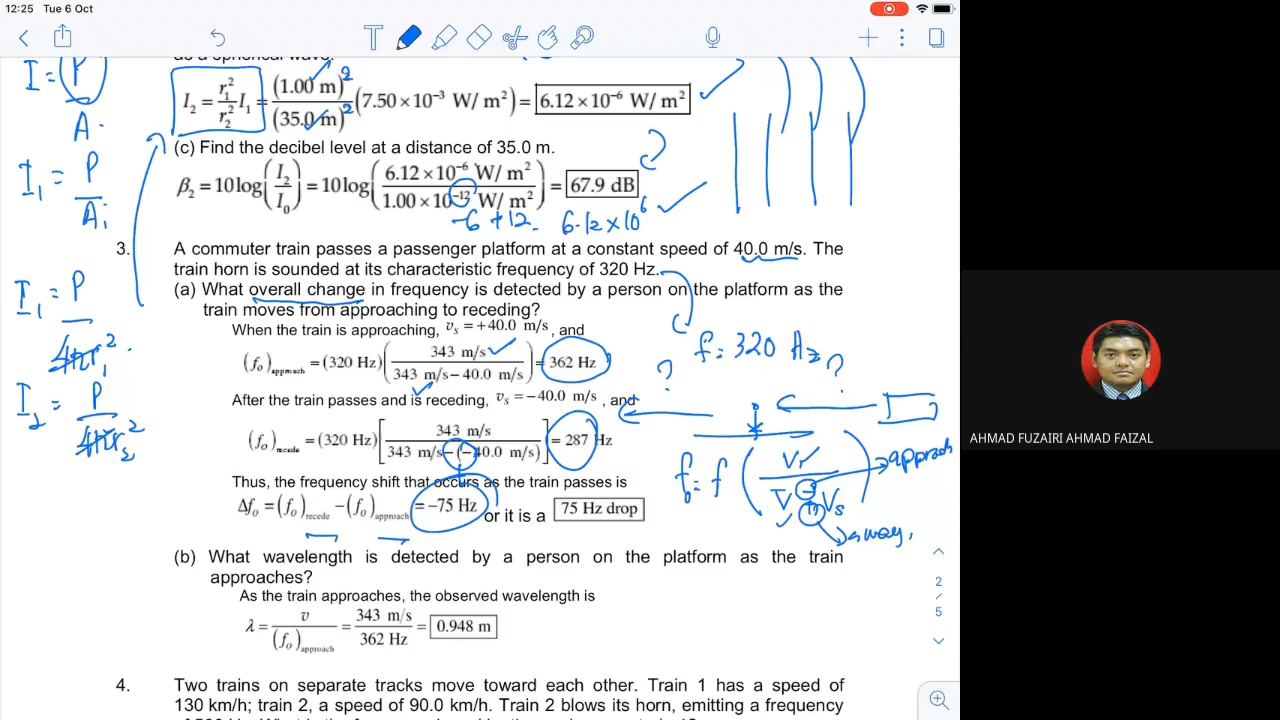 12:25 Tue 6 Oct
I = P / A
I₂ = r₁² / r₂² I₁ = (1.00 m)² / (35.0 m)² (7.50 × 10⁻³ W/ m²) = 6.12 × 10⁻⁶ W/ m²
(c) Find the decibel level at a distance of 35.0 m.
I₁ = P / A₁
β₂ = 10log(I₂ / I₀) = 10log(6.12 × 10⁻⁶ W/ m² / 1.00 × 10⁻¹² W/ m²) = 67.9 dB
-6 + 12 6.12 × 10⁶
3. A commuter train passes a passenger platform at a constant speed of 40.0 m/s. The
train horn is sounded at its characteristic frequency of 320 Hz.
(a) What overall change in frequency is detected by a person on the platform as the
train moves from approaching to receding?
I₁ = P / 4πr₁²
When the train is approaching, vₛ = +40.0 m/s , and
f = 320 Hz
(fₒ)approach = (320 Hz)(343 m/s / 343 m/s − 40.0 m/s) = 362 Hz
? ?
After the train passes and is receding, vₛ = −40.0 m/s , and
I₂ = P / 4πr₂²
(fₒ)recede = (320 Hz)[343 m/s / 343 m/s − (−40.0 m/s)] = 287 Hz
approach
Thus, the frequency shift that occurs as the train passes is
Δfₒ = (fₒ)recede − (fₒ)approach = −75 Hz or it is a 75 Hz drop
away
(b) What wavelength is detected by a person on the platform as the train
approaches?
As the train approaches, the observed wavelength is
λ = v / (fₒ)approach = 343 m/s / 362 Hz = 0.948 m
2
5
4. Two trains on separate tracks move toward each other. Train 1 has a speed of
130 km/h; train 2, a speed of 90.0 km/h. Train 2 blows its horn, emitting a frequency
AHMAD FUZAIRI AHMAD FAIZAL